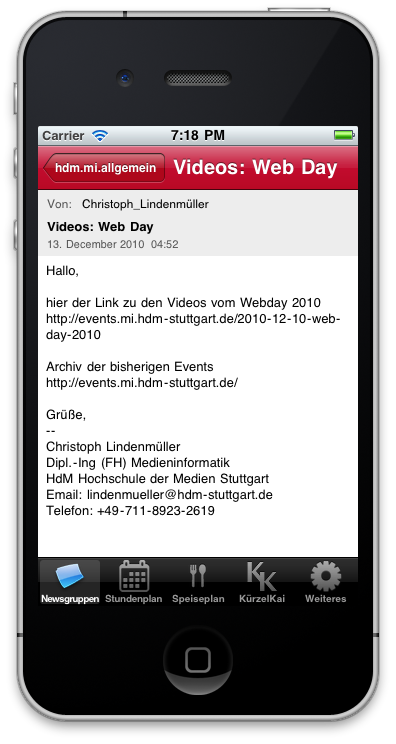 Carrier 7:18 PM
hdm.mi.allgemein Videos: Web Day
Von: Christoph_Lindenmüller
Videos: Web Day
13. December 2010 04:52
Hallo,
hier der Link zu den Videos vom Webday 2010
http://events.mi.hdm-stuttgart.de/2010-12-10-web-
day-2010
Archiv der bisherigen Events
http://events.mi.hdm-stuttgart.de/
Grüße,
--
Christoph Lindenmüller
Dipl.-Ing (FH) Medieninformatik
HdM Hochschule der Medien Stuttgart
Email: lindenmueller@hdm-stuttgart.de
Telefon: +49-711-8923-2619
KK
Newsgruppen Stundenplan Speiseplan KürzelKai Weiteres